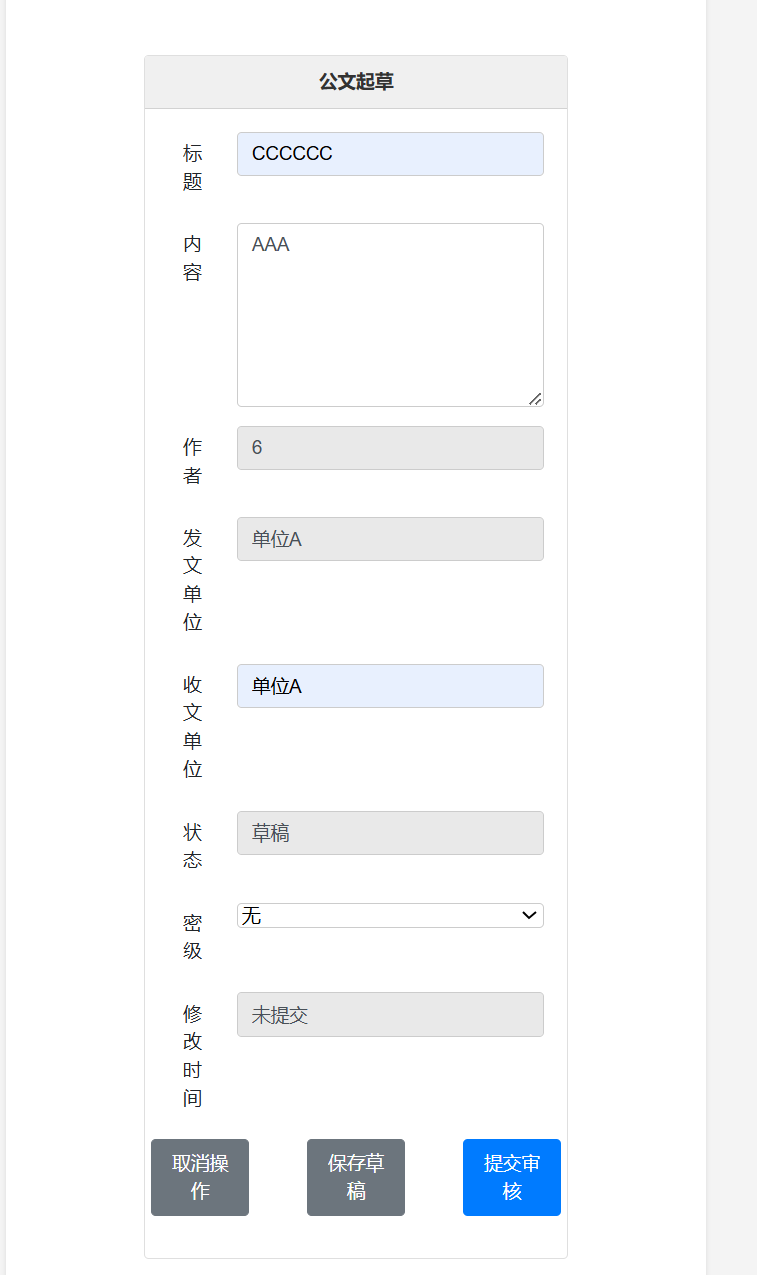 公文起草
标
题
CCCCCC
内
容
AAA
作
者
6
发
文
单
位
单位A
收
文
单
位
单位A
状
态
草稿
密
级
无
修
改
时
间
未提交
取消操
作
保存草
稿
提交审
核